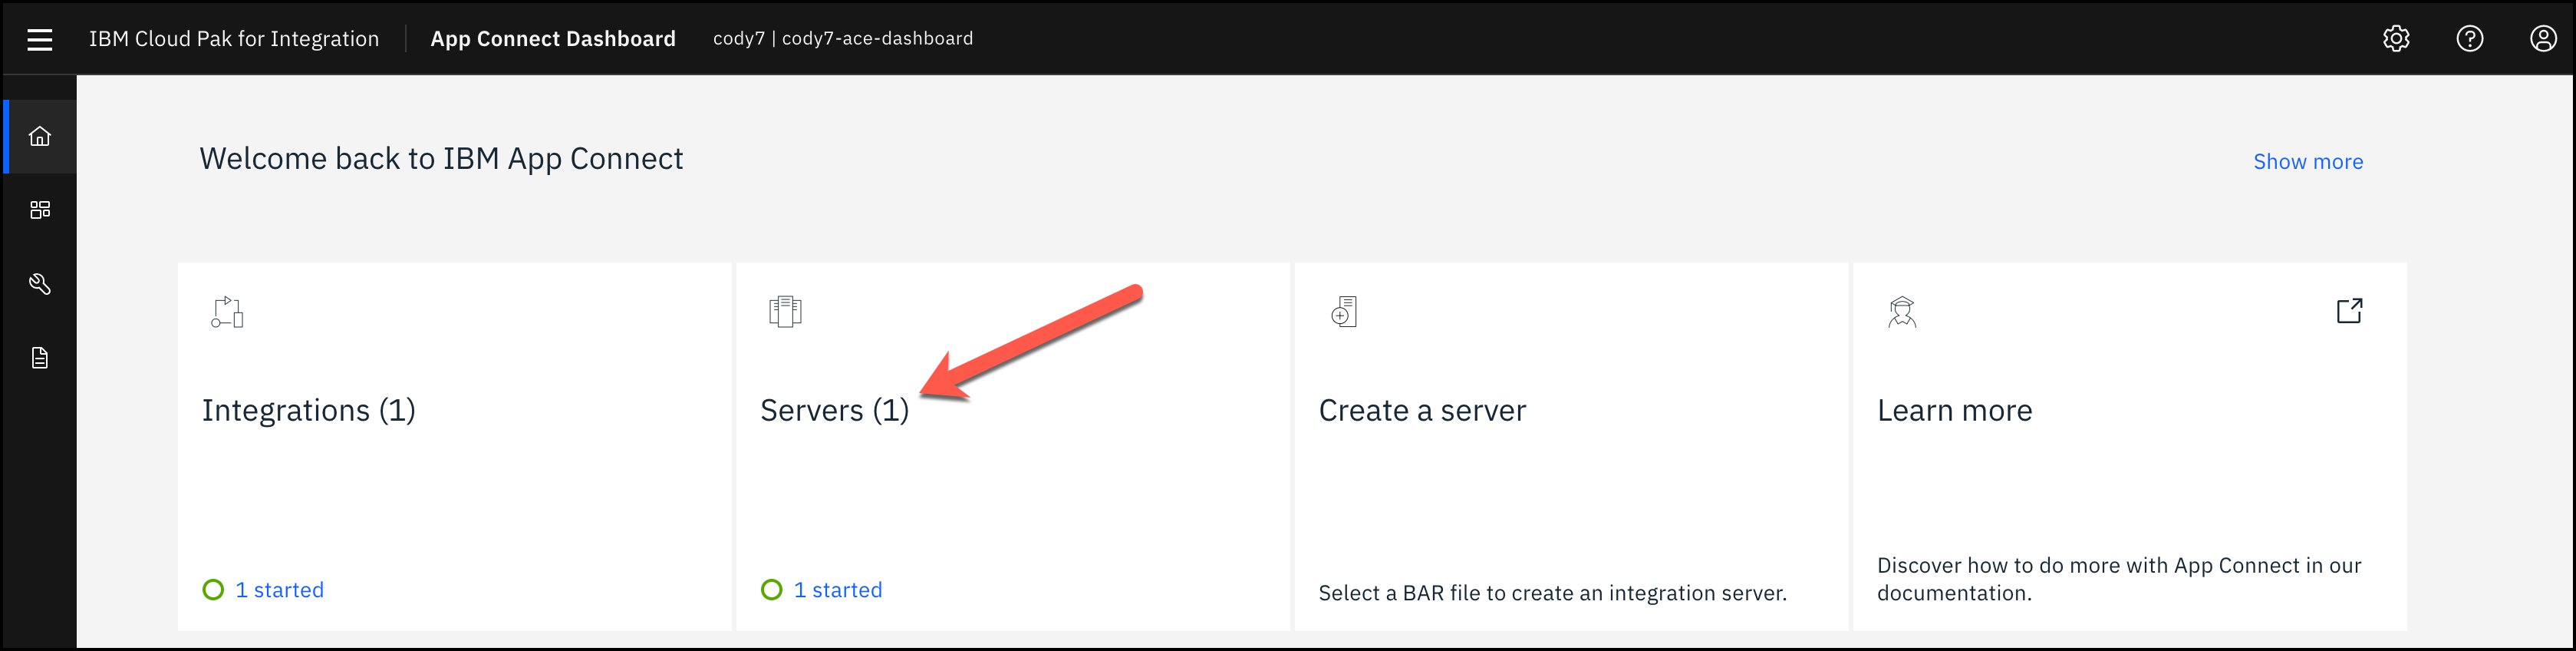 IBM Cloud Pak for Integration | App Connect Dashboard cody7 | cody7-ace-dashboard
Welcome back to IBM App Connect
Show more
Integrations (1)
1 started
Servers (1)
1 started
Create a server
Select a BAR file to create an integration server.
Learn more
Discover how to do more with App Connect in our
documentation.